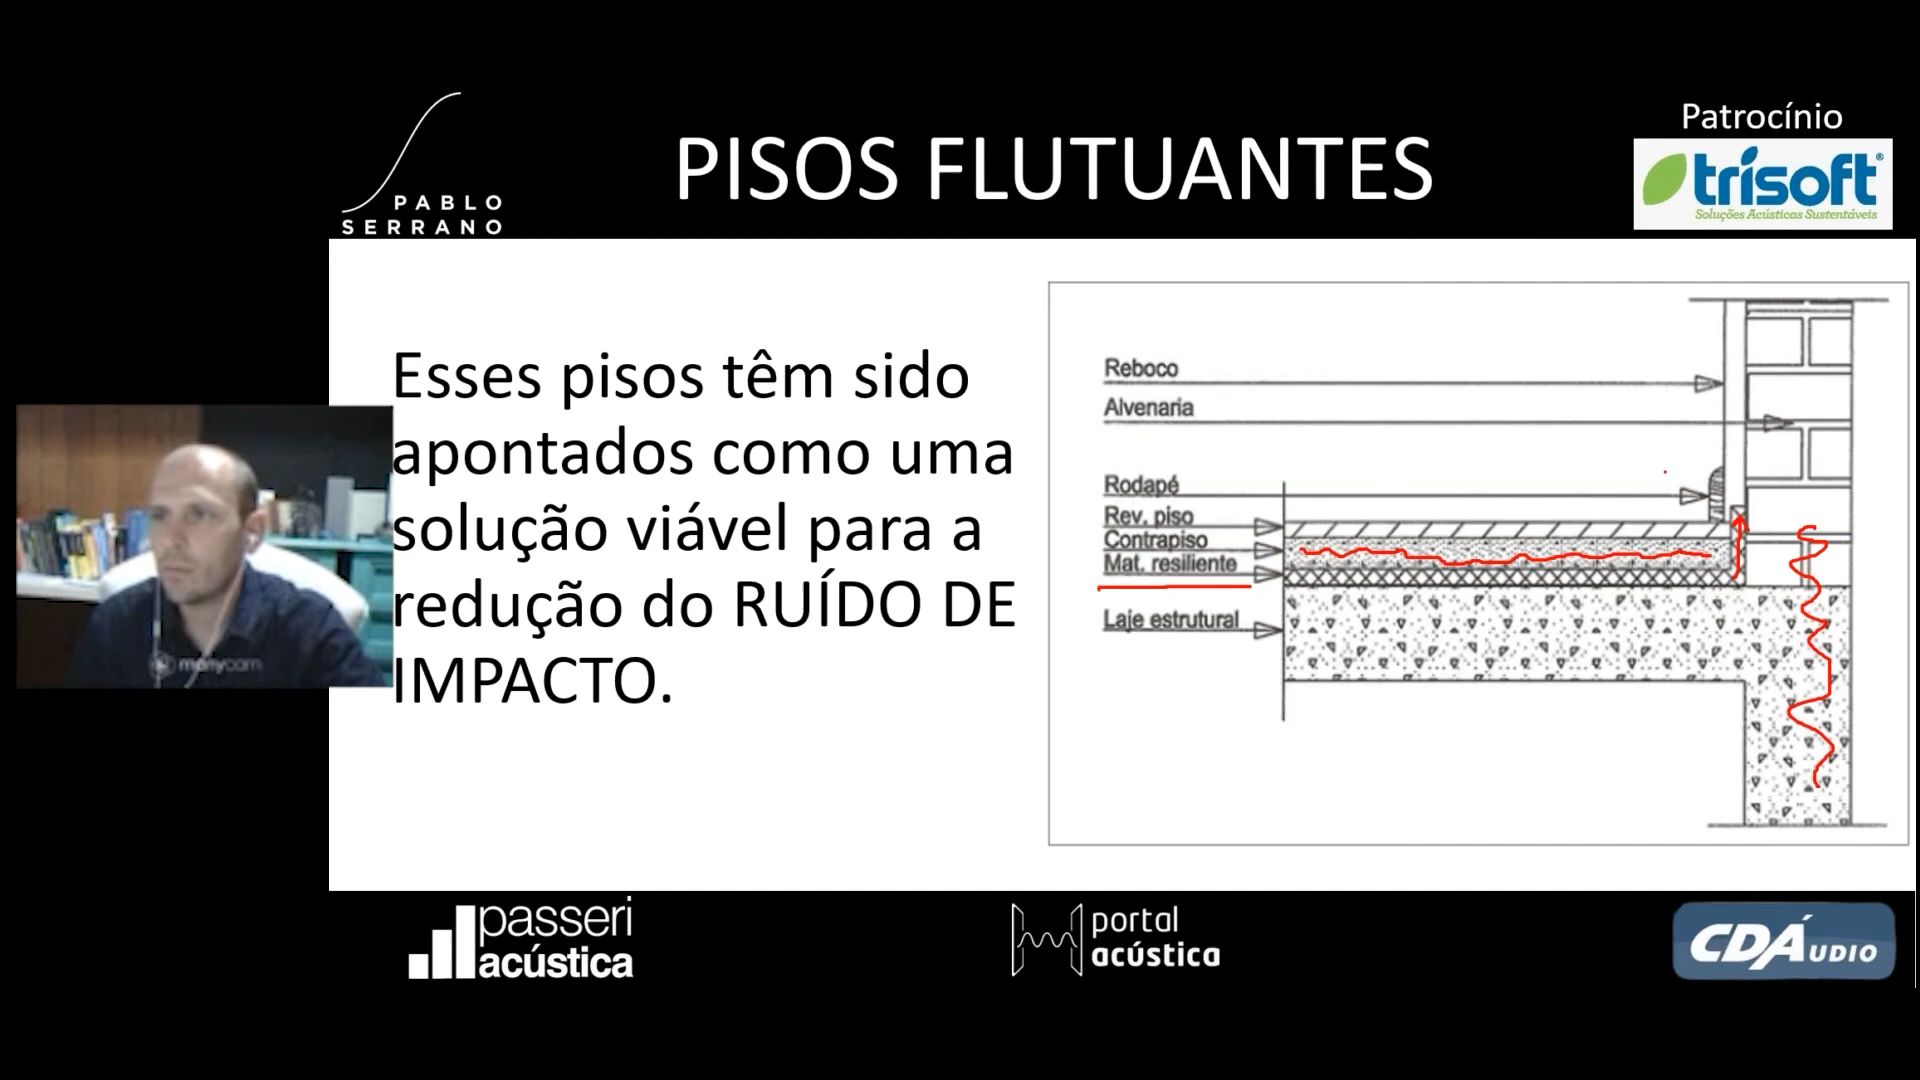 PABLO
SERRANO
PISOS FLUTUANTES
Patrocínio
trisoft®
Soluções Acústicas Sustentáveis
Esses pisos têm sido
apontados como uma
solução viável para a
redução do RUÍDO DE
IMPACTO.
Reboco
Alvenaria
Rodapé
Rev. piso
Contrapiso
Mat. resiliente
Laje estrutural
manycam
passeri
acústica
portal
acústica
CDÁUDIO